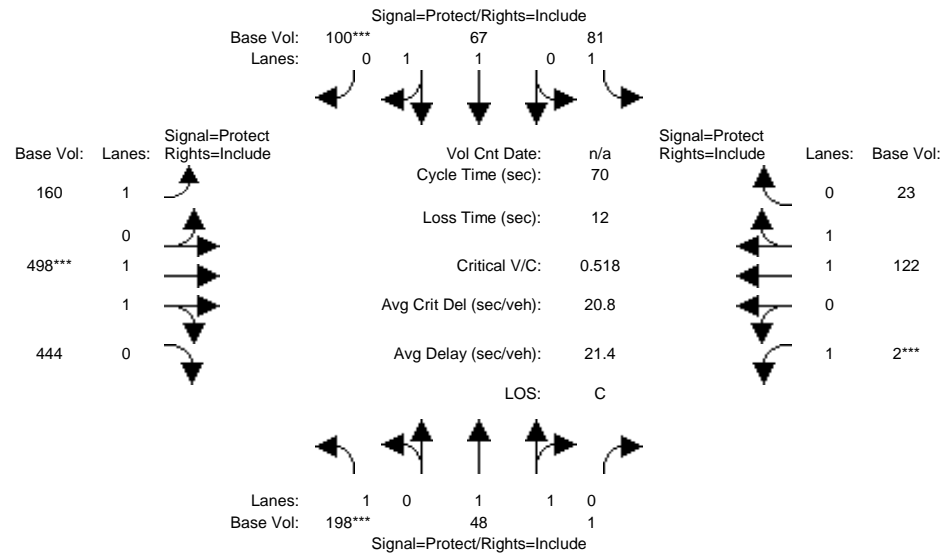 Signal=Protect/Rights=Include
Base Vol: 100*** 67 81
Lanes: 0 1 1 0 1
Signal=Protect
Base Vol: Lanes: Rights=Include
Vol Cnt Date: n/a
Signal=Protect
Rights=Include Lanes: Base Vol:
Cycle Time (sec): 70
160 1
0 23
Loss Time (sec): 12
0
1
498*** 1
Critical V/C: 0.518
1 122
1
Avg Crit Del (sec/veh): 20.8
0
444 0
Avg Delay (sec/veh): 21.4
1 2***
LOS: C
Lanes: 1 0 1 1 0
Base Vol: 198*** 48 1
Signal=Protect/Rights=Include